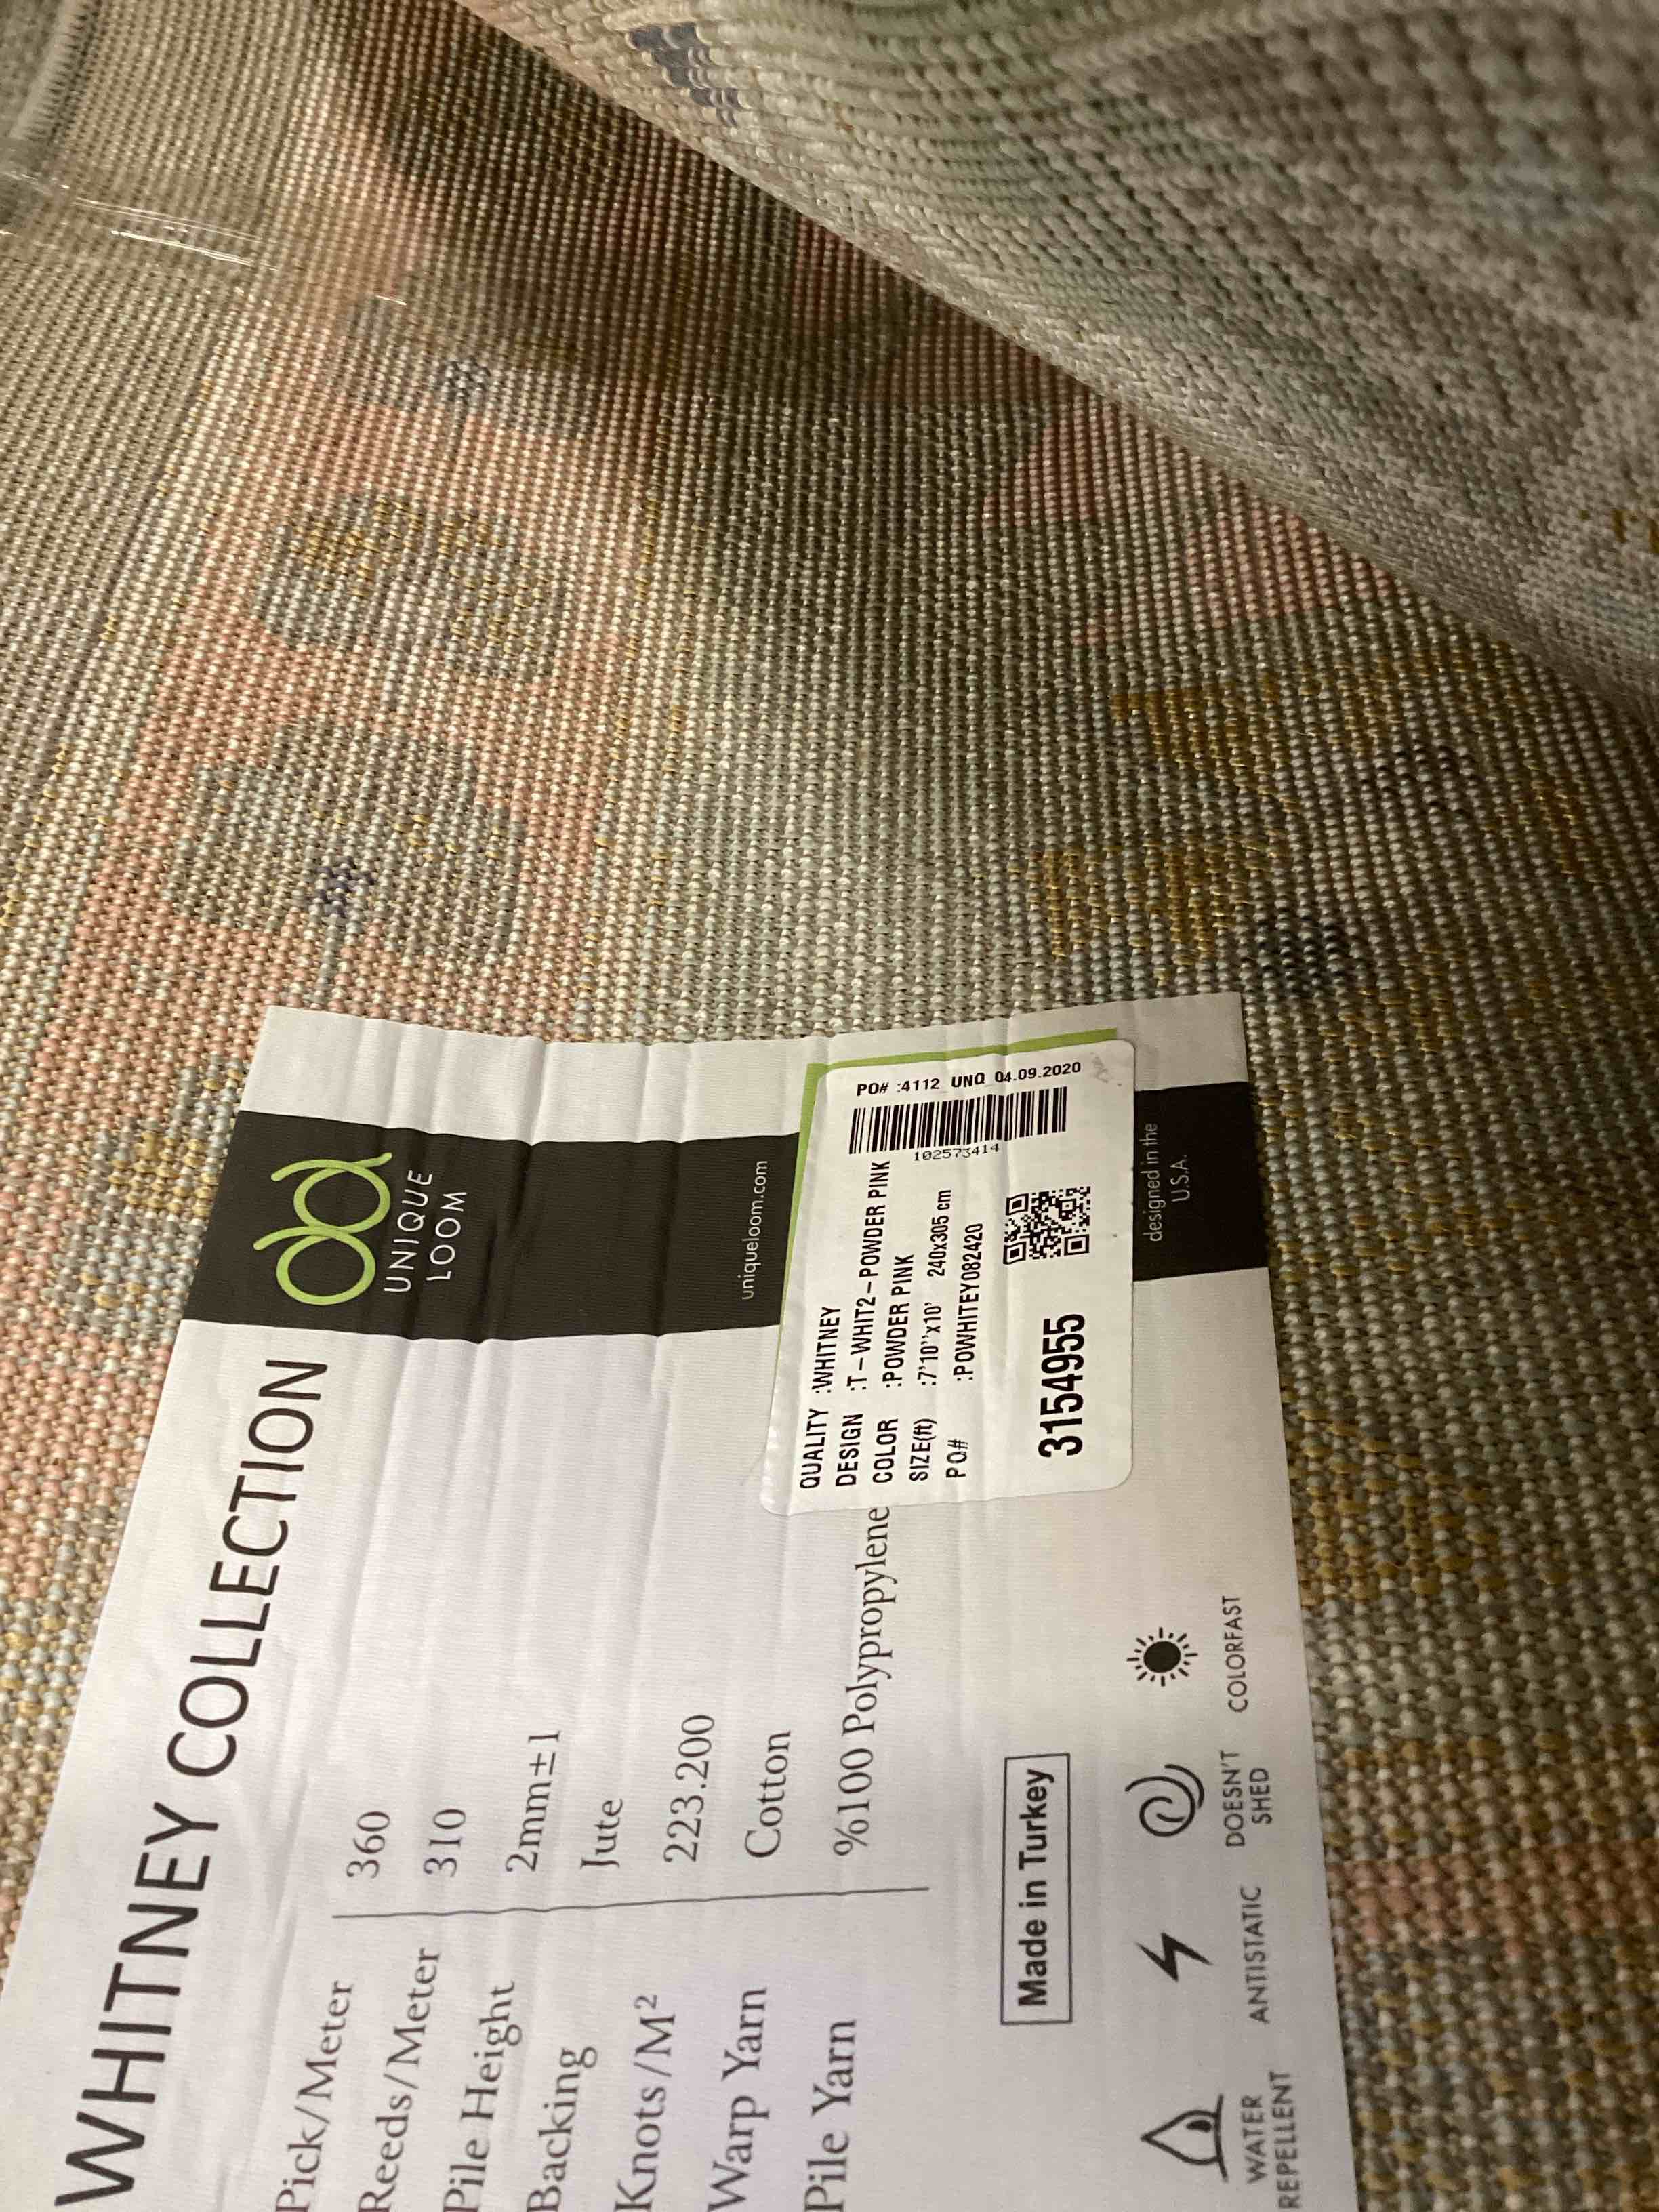 WHITNEY COLLECTION
UNIQUE
LOOM
uniqueloom.com
Pick/Meter 360
Reeds/Meter 310
Pile Height 2mm±1
Backing Jute
Knots/M² 223.200
Warp Yarn Cotton
Pile Yarn %100 Polypropylene
PO# :4112 UNQ 04.09.2020
102573414
QUALITY :WHITNEY
DESIGN :T-WHIT2-POWDER PINK
COLOR :POWDER PINK
SIZE(ft) :7'10''x10' 240x305 cm
PO# :POWHITEY082420
3154955
designed in the
U.S.A.
Made in Turkey
WATER
REPELLENT
ANTISTATIC
DOESN'T
SHED
COLORFAST